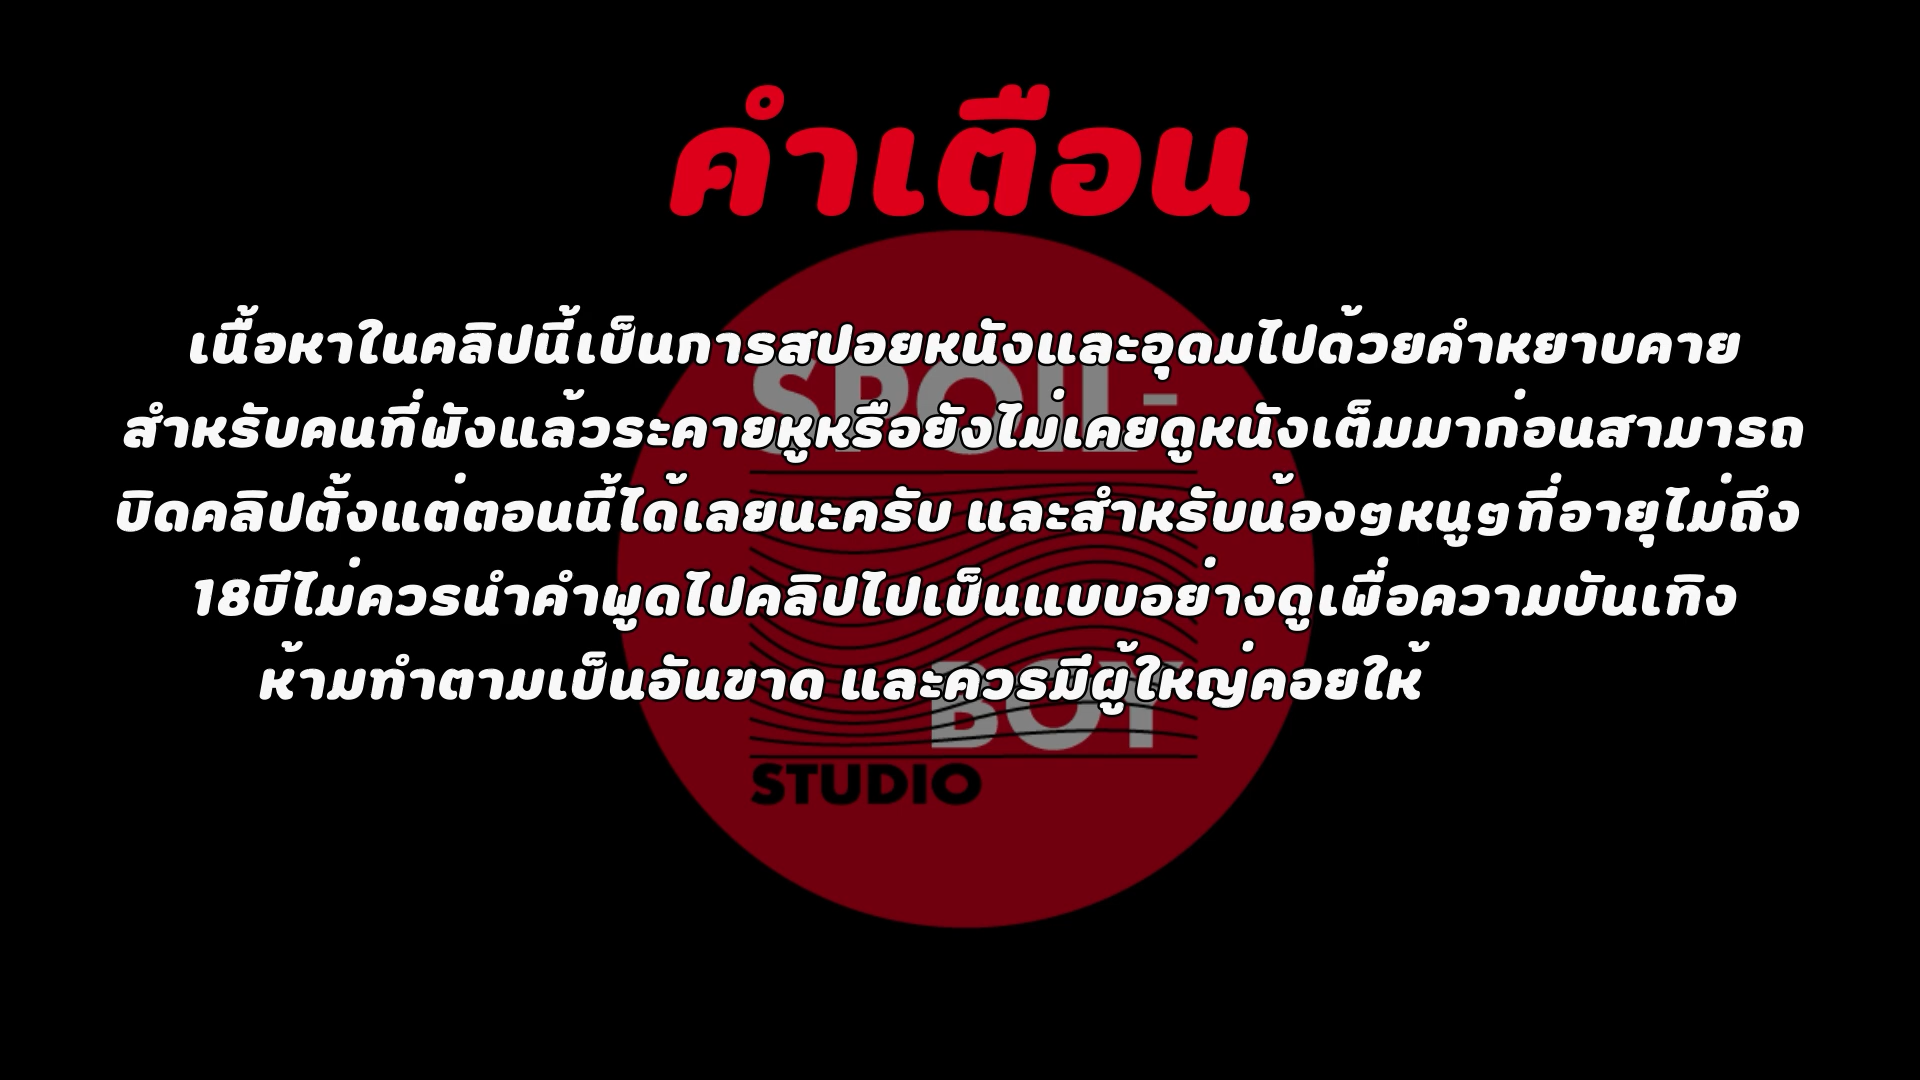 คำเตือน
เนื้อหาในคลิปนี้เป็นการสปอยหนังและอุดมไปด้วยคำหยาบคาย
สำหรับคนที่ฟังแล้วระคายหูหรือยังไม่เคยดูหนังเต็มมาก่อนสามารถ
ปิดคลิปตั้งแต่ตอนนี้ได้เลยนะครับ และสำหรับน้องๆหนูๆที่อายุไม่ถึง
18ปีไม่ควรนำคำพูดไปคลิปไปเป็นแบบอย่างดูเพื่อความบันเทิง
ห้ามทำตามเป็นอันขาด และควรมีผู้ใหญ่คอยให้
SPOIL-
BOY
STUDIO